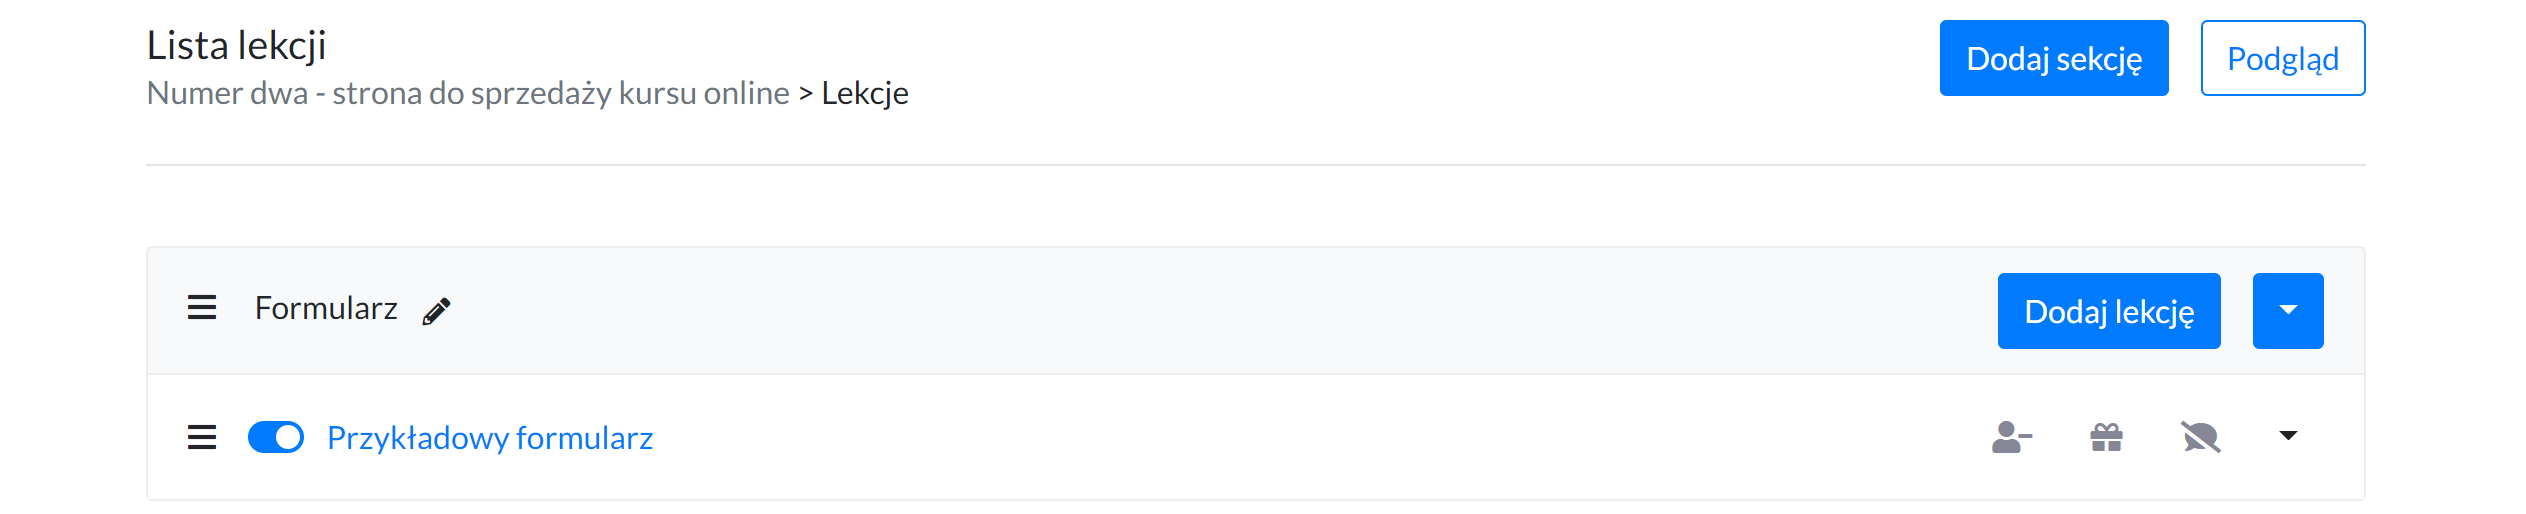 Lista lekcji
Numer dwa - strona do sprzedaży kursu online > Lekcje
Dodaj sekcję
Podgląd
Formularz
Dodaj lekcję
Przykładowy formularz